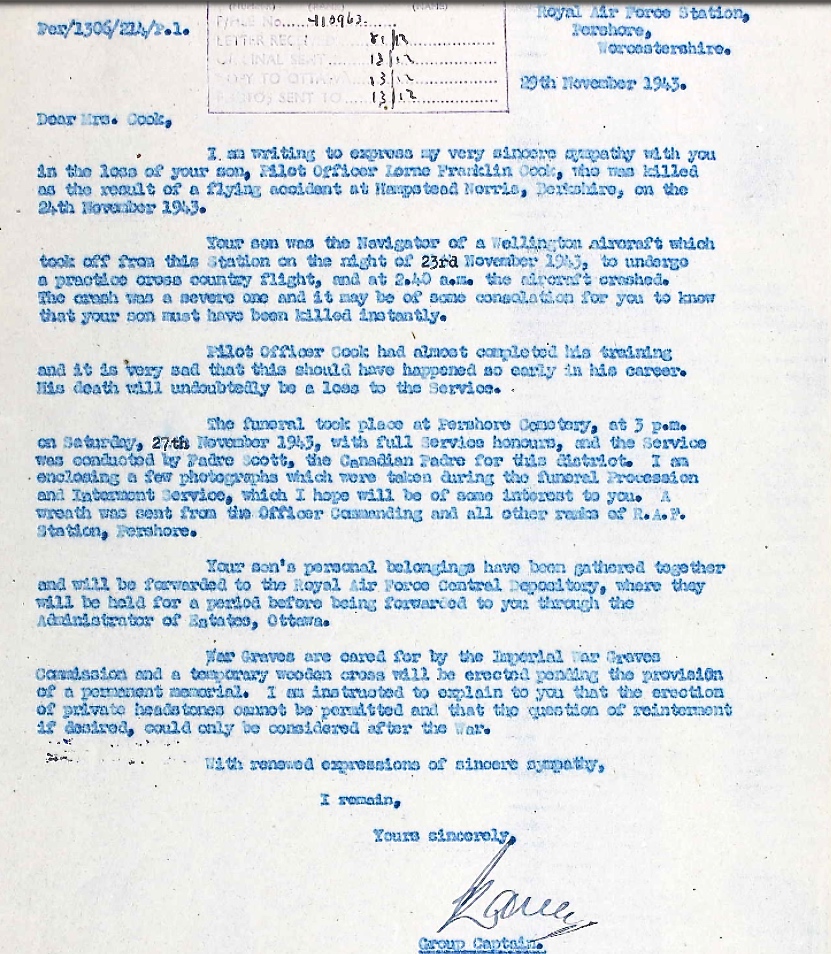 Per/1306/214/P.1.
(NUMBER) (RANK) (NAME)
FILE No. 410963.
LETTER RECEIVED
ORIGINAL SENT 13/12
COPY TO OTTAWA 13/12
PHOTOS SENT TO 13/12
Royal Air Force Station,
Pershore,
Worcestershire.
29th November 1943.
Dear Mrs. Cook,
I am writing to express my very sincere sympathy with you
in the loss of your son, Pilot Officer Lorne Franklin Cook, who was killed
as the result of a flying accident at Hampstead Norris, Berkshire, on the
24th November 1943.
Your son was the Navigator of a Wellington aircraft which
took off from this Station on the night of 23rd November 1943, to undergo
a practice cross country flight, and at 2.40 a.m. the aircraft crashed.
The crash was a severe one and it may be of some consolation for you to know
that your son must have been killed instantly.
Pilot Officer Cook had almost completed his training
and it is very sad that this should have happened so early in his career.
His death will undoubtedly be a loss to the Service.
The funeral took place at Pershore Cemetery, at 3 p.m.
on Saturday, 27th November 1943, with full Service honours, and the Service
was conducted by Padre Scott, the Canadian Padre for this district. I am
enclosing a few photographs which were taken during the funeral Procession
and Interment Service, which I hope will be of some interest to you. A
wreath was sent from the Officer Commanding and all other ranks of R.A.F.
Station, Pershore.
Your son's personal belongings have been gathered together
and will be forwarded to the Royal Air Force Central Depository, where they
will be held for a period before being forwarded to you through the
Administrator of Estates, Ottawa.
War Graves are cared for by the Imperial War Graves
Commission and a temporary wooden cross will be erected pending the provision
of a permanent memorial. I am instructed to explain to you that the erection
of private headstones cannot be permitted and that the question of reinterment
if desired, could only be considered after the War.
With renewed expressions of sincere sympathy,
I remain,
Yours sincerely,
Group Captain.